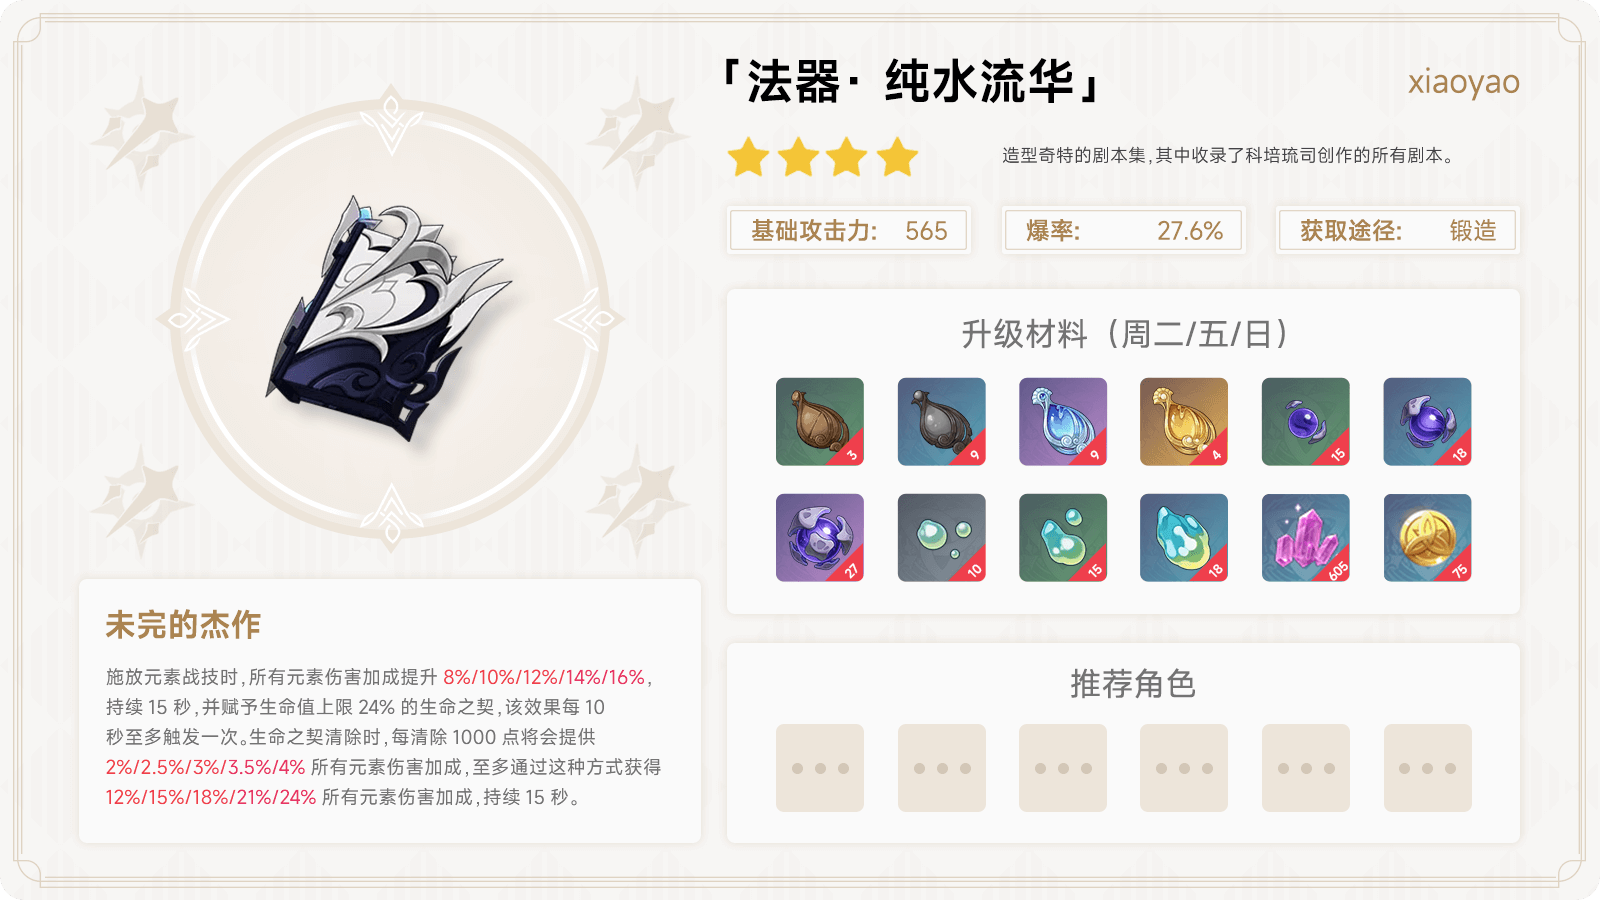 「法器· 纯水流华」
xiaoyao
造型奇特的剧本集,其中收录了科培琉司创作的所有剧本。
基础攻击力: 565
爆率: 27.6%
获取途径: 锻造
升级材料（周二/五/日）
3 9 9 4 15 18
27 10 15 18 605 75
未完的杰作
施放元素战技时,所有元素伤害加成提升 8%/10%/12%/14%/16%,
持续 15 秒,并赋予生命值上限 24% 的生命之契,该效果每 10
秒至多触发一次。生命之契清除时,每清除 1000 点将会提供
2%/2.5%/3%/3.5%/4% 所有元素伤害加成,至多通过这种方式获得
12%/15%/18%/21%/24% 所有元素伤害加成,持续 15 秒。
推荐角色